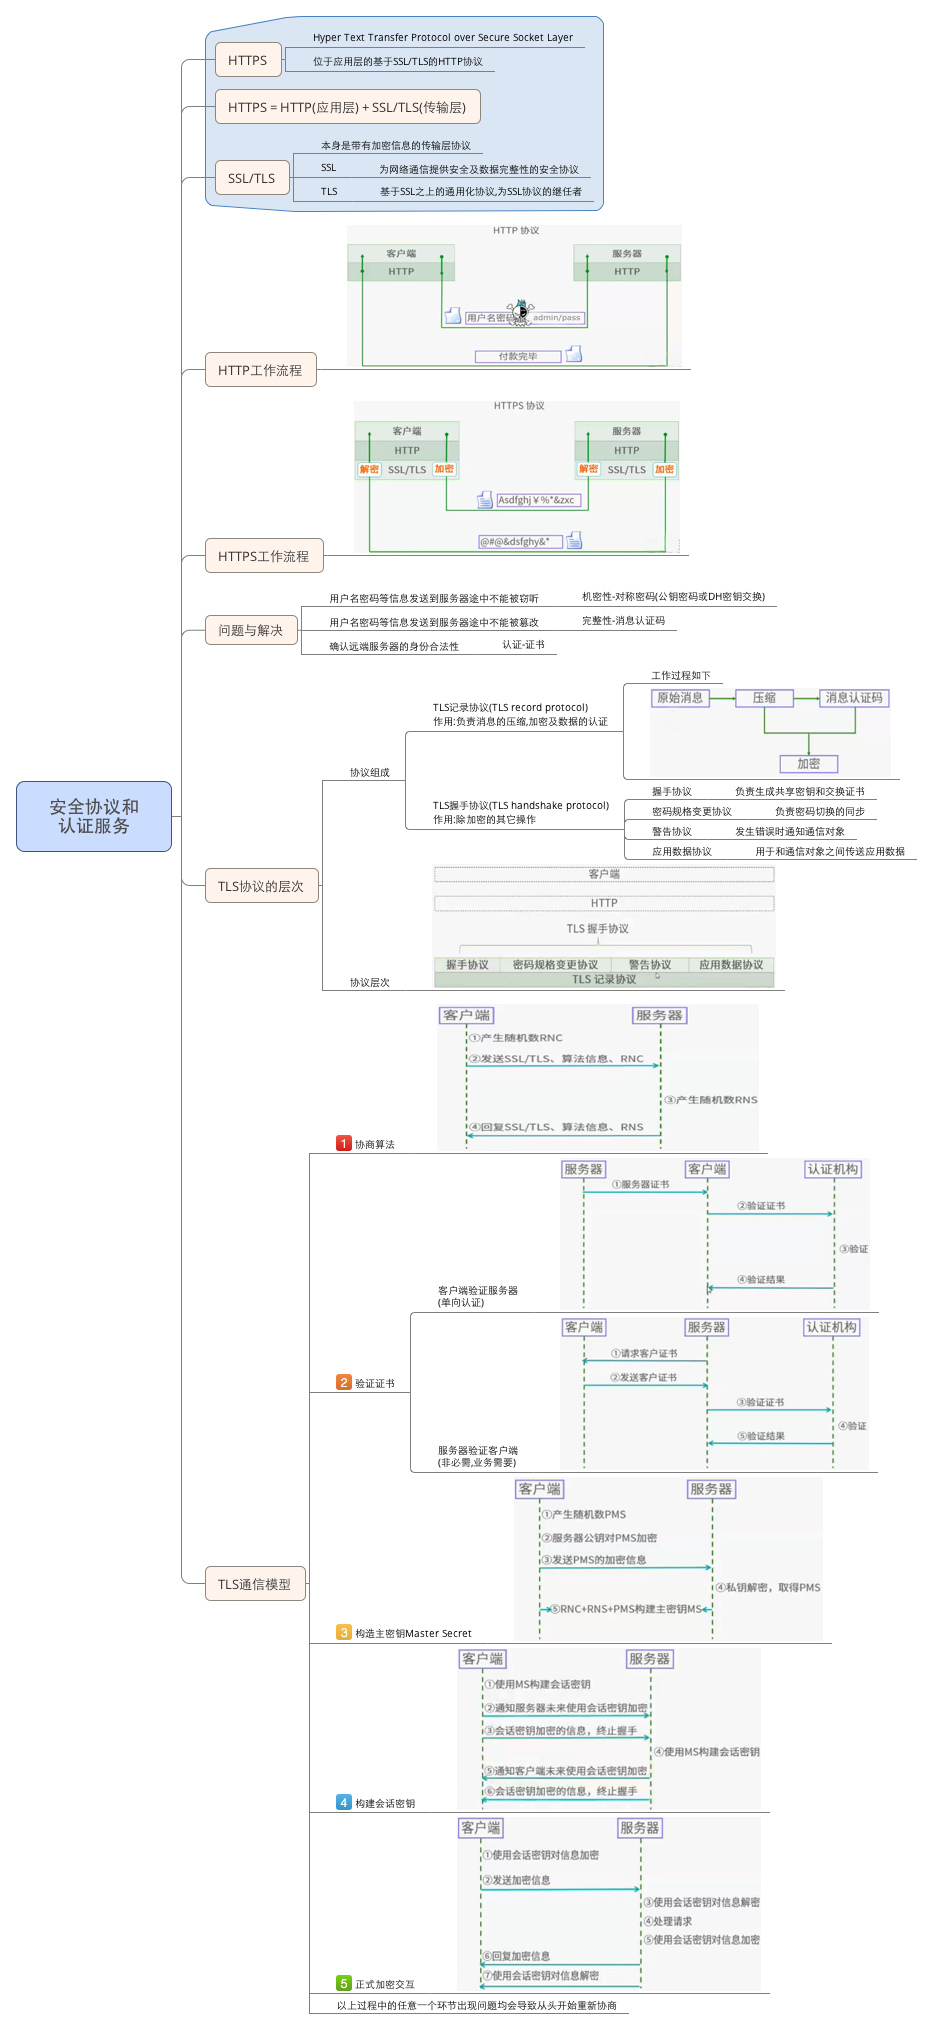 Hyper Text Transfer Protocol over Secure Socket Layer
HTTPS
位于应用层的基于SSL/TLS的HTTP协议
HTTPS = HTTP(应用层) + SSL/TLS(传输层)
本身是带有加密信息的传输层协议
SSL/TLS
SSL 为网络通信提供安全及数据完整性的安全协议
TLS 基于SSL之上的通用化协议,为SSL协议的继任者
HTTP 协议
客户端 服务器
HTTP HTTP
用户名密码 admin/pass
付款完毕
HTTP工作流程
HTTPS 协议
客户端 服务器
HTTP HTTP
解密 SSL/TLS 加密 解密 SSL/TLS 加密
Asdfghj￥%*&zxc
@#@&dsfghy&*
HTTPS工作流程
用户名密码等信息发送到服务器途中不能被窃听 机密性-对称密码(公钥密码或DH密钥交换)
问题与解决
用户名密码等信息发送到服务器途中不能被篡改 完整性-消息认证码
确认远端服务器的身份合法性 认证-证书
工作过程如下
原始消息 压缩 消息认证码
加密
TLS记录协议(TLS record protocol)
作用:负责消息的压缩,加密及数据的认证
协议组成
TLS握手协议(TLS handshake protocol)
作用:除加密的其它操作
握手协议 负责生成共享密钥和交换证书
密码规格变更协议 负责密码切换的同步
警告协议 发生错误时通知通信对象
应用数据协议 用于和通信对象之间传送应用数据
安全协议和
认证服务
TLS协议的层次
客户端
HTTP
TLS 握手协议
握手协议 密码规格变更协议 警告协议 应用数据协议
TLS 记录协议
协议层次
客户端 服务器
①产生随机数RNC
②发送SSL/TLS、算法信息、RNC
③产生随机数RNS
④回复SSL/TLS、算法信息、RNS
1 协商算法
服务器 客户端 认证机构
①服务器证书
②验证证书
③验证
④验证结果
客户端验证服务器
(单向认证)
客户端 服务器 认证机构
①请求客户证书
②发送客户证书
③验证证书
④验证
⑤验证结果
2 验证证书
服务器验证客户端
(非必需,业务需要)
客户端 服务器
①产生随机数PMS
②服务器公钥对PMS加密
③发送PMS的加密信息
④私钥解密，取得PMS
⑤RNC+RNS+PMS构建主密钥MS
TLS通信模型
3 构造主密钥Master Secret
客户端 服务器
①使用MS构建会话密钥
②通知服务器未来使用会话密钥加密
③会话密钥加密的信息，终止握手
④使用MS构建会话密钥
⑤通知客户端未来使用会话密钥加密
⑥会话密钥加密的信息，终止握手
4 构建会话密钥
客户端 服务器
①使用会话密钥对信息加密
②发送加密信息
③使用会话密钥对信息解密
④处理请求
⑤使用会话密钥对信息加密
⑥回复加密信息
⑦使用会话密钥对信息解密
5 正式加密交互
以上过程中的任意一个环节出现问题均会导致从头开始重新协商